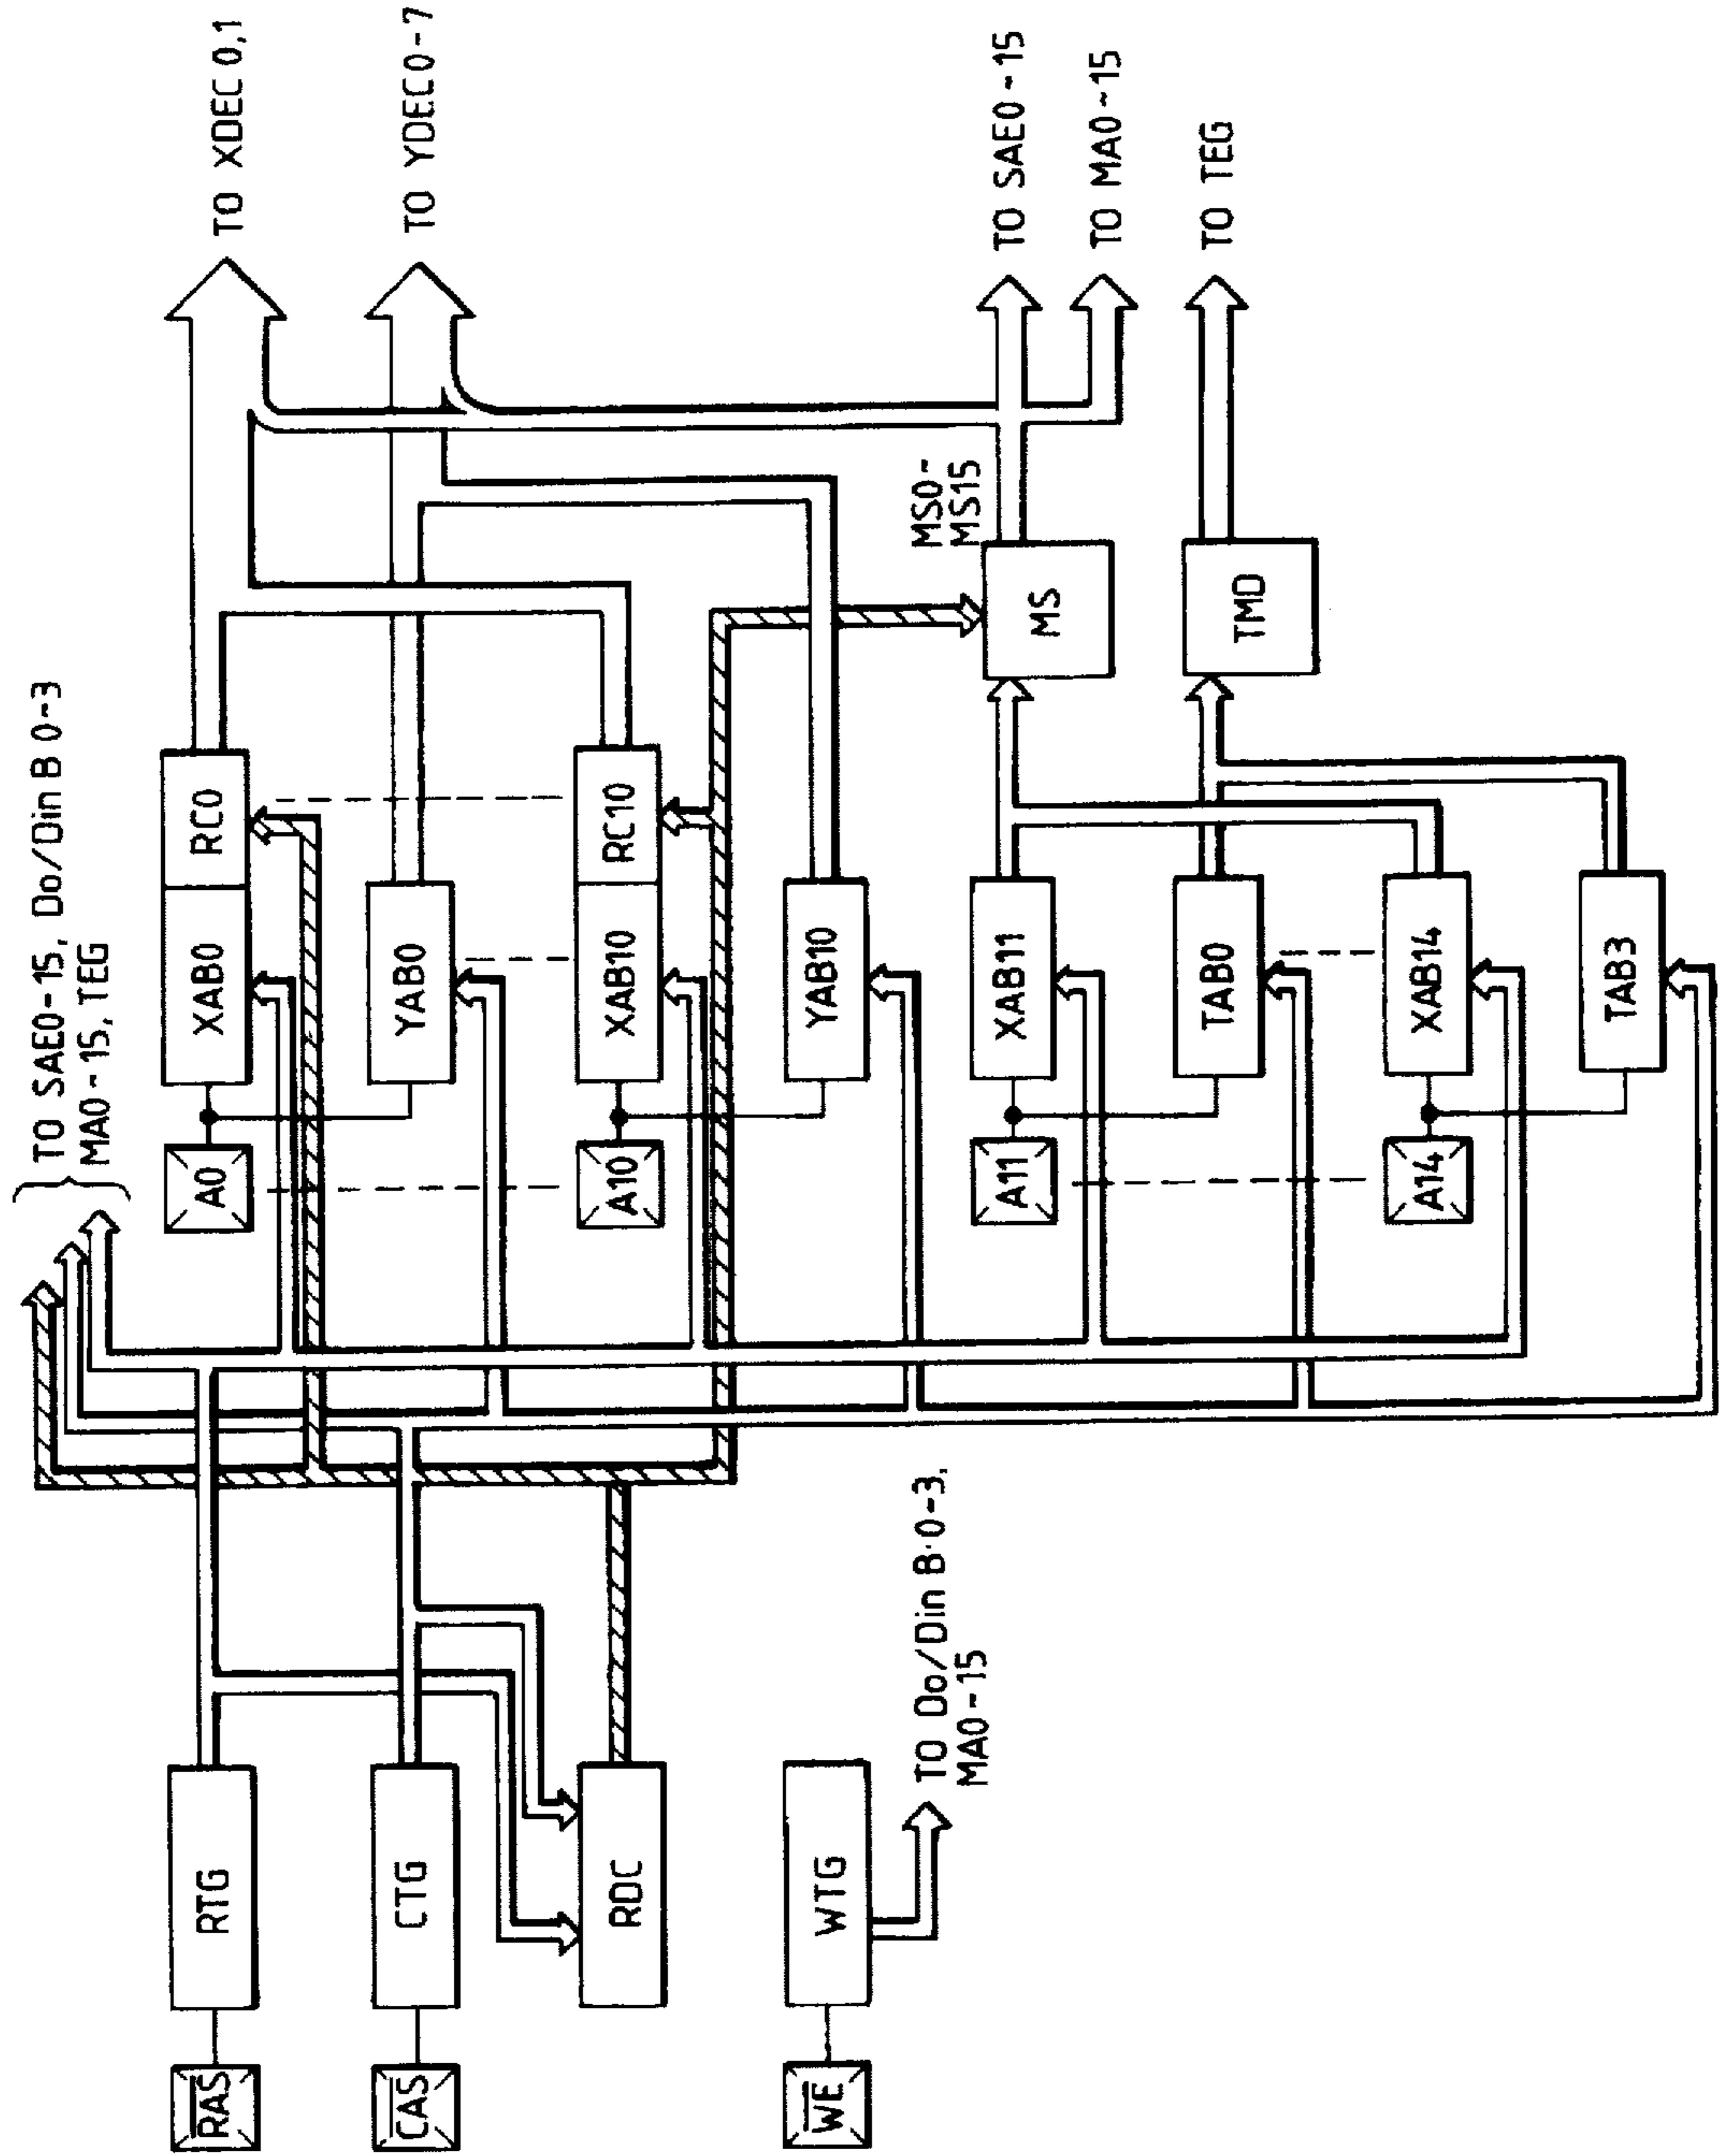 RAS
RTG
CAS
CTG
RDC
WE
WTG
TO Do/Din B·0-3,
MA0~15
TO SAE0-15, Do/Din B 0-3
MA0~15, TEG
A0
XAB0
RC0
YAB0
A10
XAB10
RC10
YAB10
A11
XAB11
TAB0
A14
XAB14
TAB3
MS0-
MS15
MS
TMD
TO XDEC 0,1
TO YDEC 0-7
TO SAE0~15
TO MA0~15
TO TEG